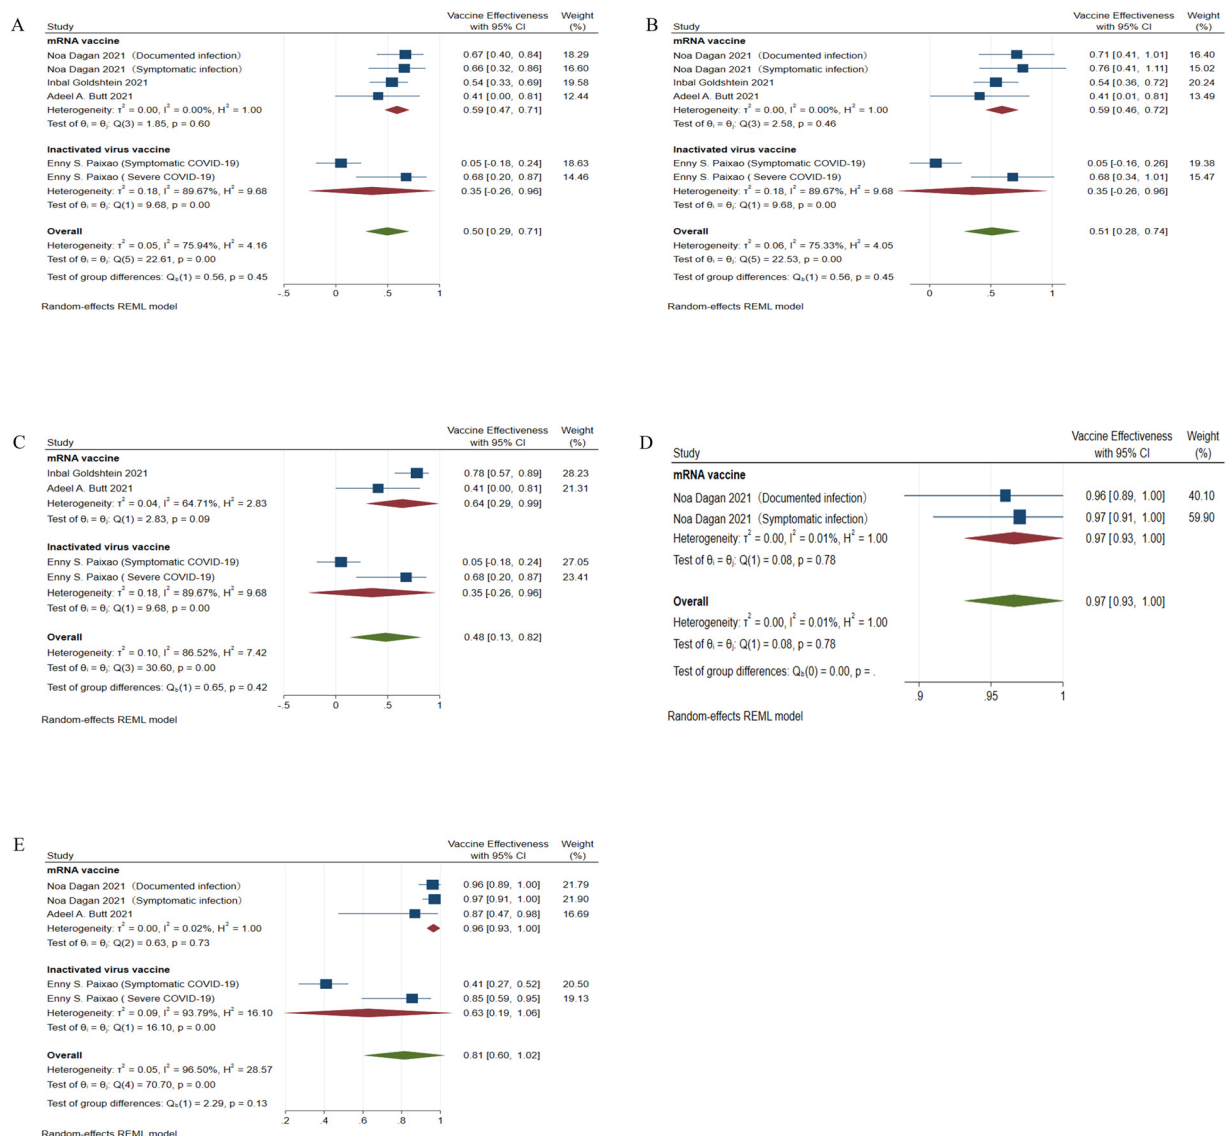 A
Vaccine Effectiveness Weight
Study with 95% CI (%)
mRNA vaccine
Noa Dagan 2021（Documented infection） 0.67 [0.40, 0.84] 18.29
Noa Dagan 2021（Symptomatic infection） 0.66 [0.32, 0.86] 16.60
Inbal Goldshtein 2021 0.54 [0.33, 0.69] 19.58
Adeel A. Butt 2021 0.41 [0.00, 0.81] 12.44
Heterogeneity: τ² = 0.00, I² = 0.00%, H² = 1.00 0.59 [0.47, 0.71]
Test of θᵢ = θⱼ: Q(3) = 1.85, p = 0.60
Inactivated virus vaccine
Enny S. Paixao (Symptomatic COVID-19) 0.05 [-0.18, 0.24] 18.63
Enny S. Paixao ( Severe COVID-19) 0.68 [0.20, 0.87] 14.46
Heterogeneity: τ² = 0.18, I² = 89.67%, H² = 9.68 0.35 [-0.26, 0.96]
Test of θᵢ = θⱼ: Q(1) = 9.68, p = 0.00
Overall 0.50 [0.29, 0.71]
Heterogeneity: τ² = 0.05, I² = 75.94%, H² = 4.16
Test of θᵢ = θⱼ: Q(5) = 22.61, p = 0.00
Test of group differences: Q_b(1) = 0.56, p = 0.45
-.5 0 .5 1
Random-effects REML model
B
Vaccine Effectiveness Weight
Study with 95% CI (%)
mRNA vaccine
Noa Dagan 2021（Documented infection） 0.71 [0.41, 1.01] 16.40
Noa Dagan 2021（Symptomatic infection） 0.76 [0.41, 1.11] 15.02
Inbal Goldshtein 2021 0.54 [0.36, 0.72] 20.24
Adeel A. Butt 2021 0.41 [0.01, 0.81] 13.49
Heterogeneity: τ² = 0.00, I² = 0.00%, H² = 1.00 0.59 [0.46, 0.72]
Test of θᵢ = θⱼ: Q(3) = 2.58, p = 0.46
Inactivated virus vaccine
Enny S. Paixao (Symptomatic COVID-19) 0.05 [-0.16, 0.26] 19.38
Enny S. Paixao ( Severe COVID-19) 0.68 [0.34, 1.01] 15.47
Heterogeneity: τ² = 0.18, I² = 89.67%, H² = 9.68 0.35 [-0.26, 0.96]
Test of θᵢ = θⱼ: Q(1) = 9.68, p = 0.00
Overall 0.51 [0.28, 0.74]
Heterogeneity: τ² = 0.06, I² = 75.33%, H² = 4.05
Test of θᵢ = θⱼ: Q(5) = 22.53, p = 0.00
Test of group differences: Q_b(1) = 0.56, p = 0.45
0 .5 1
Random-effects REML model
C
Vaccine Effectiveness Weight
Study with 95% CI (%)
mRNA vaccine
Inbal Goldshtein 2021 0.78 [0.57, 0.89] 28.23
Adeel A. Butt 2021 0.41 [0.00, 0.81] 21.31
Heterogeneity: τ² = 0.04, I² = 64.71%, H² = 2.83 0.64 [0.29, 0.99]
Test of θᵢ = θⱼ: Q(1) = 2.83, p = 0.09
Inactivated virus vaccine
Enny S. Paixao (Symptomatic COVID-19) 0.05 [-0.18, 0.24] 27.05
Enny S. Paixao ( Severe COVID-19) 0.68 [0.20, 0.87] 23.41
Heterogeneity: τ² = 0.18, I² = 89.67%, H² = 9.68 0.35 [-0.26, 0.96]
Test of θᵢ = θⱼ: Q(1) = 9.68, p = 0.00
Overall 0.48 [0.13, 0.82]
Heterogeneity: τ² = 0.10, I² = 86.52%, H² = 7.42
Test of θᵢ = θⱼ: Q(3) = 30.60, p = 0.00
Test of group differences: Q_b(1) = 0.65, p = 0.42
-.5 0 .5 1
Random-effects REML model
D
Vaccine Effectiveness Weight
Study with 95% CI (%)
mRNA vaccine
Noa Dagan 2021（Documented infection） 0.96 [0.89, 1.00] 40.10
Noa Dagan 2021（Symptomatic infection） 0.97 [0.91, 1.00] 59.90
Heterogeneity: τ² = 0.00, I² = 0.01%, H² = 1.00 0.97 [0.93, 1.00]
Test of θᵢ = θⱼ: Q(1) = 0.08, p = 0.78
Overall 0.97 [0.93, 1.00]
Heterogeneity: τ² = 0.00, I² = 0.01%, H² = 1.00
Test of θᵢ = θⱼ: Q(1) = 0.08, p = 0.78
Test of group differences: Q_b(0) = 0.00, p = .
.9 .95 1
Random-effects REML model
E
Vaccine Effectiveness Weight
Study with 95% CI (%)
mRNA vaccine
Noa Dagan 2021（Documented infection） 0.96 [0.89, 1.00] 21.79
Noa Dagan 2021（Symptomatic infection） 0.97 [0.91, 1.00] 21.90
Adeel A. Butt 2021 0.87 [0.47, 0.98] 16.69
Heterogeneity: τ² = 0.00, I² = 0.02%, H² = 1.00 0.96 [0.93, 1.00]
Test of θᵢ = θⱼ: Q(2) = 0.63, p = 0.73
Inactivated virus vaccine
Enny S. Paixao (Symptomatic COVID-19) 0.41 [0.27, 0.52] 20.50
Enny S. Paixao ( Severe COVID-19) 0.85 [0.59, 0.95] 19.13
Heterogeneity: τ² = 0.09, I² = 93.79%, H² = 16.10 0.63 [0.19, 1.06]
Test of θᵢ = θⱼ: Q(1) = 16.10, p = 0.00
Overall 0.81 [0.60, 1.02]
Heterogeneity: τ² = 0.05, I² = 96.50%, H² = 28.57
Test of θᵢ = θⱼ: Q(4) = 70.70, p = 0.00
Test of group differences: Q_b(1) = 2.29, p = 0.13
.2 .4 .6 .8 1
Random-effects REML model